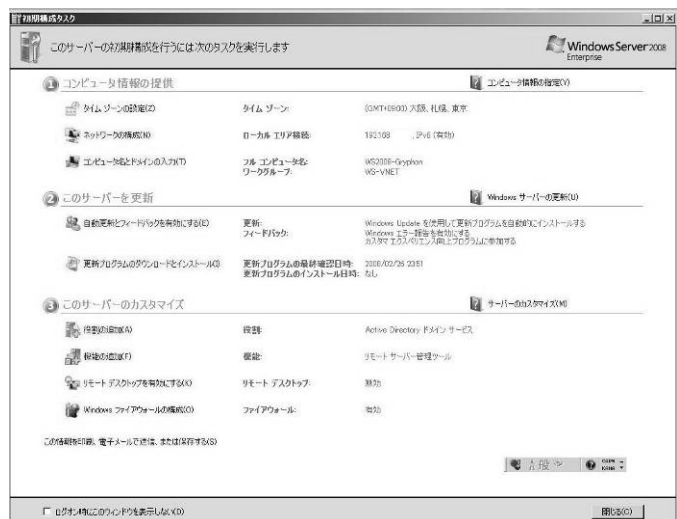 初期構成タスク
このサーバーの初期構成を行うには次のタスクを実行します
Windows Server 2008
Enterprise
1 コンピュータ情報の提供
コンピュータ情報の指定(V)
タイム ゾーンの設定(Z) タイム ゾーン: (GMT+0900) 大阪、札幌、東京
ネットワークの構成(N) ローカル エリア接続: 192.168 , IPv6 (有効)
コンピュータ名とドメインの入力(T) フル コンピュータ名: WS2008-Gryphon
ワークグループ: WS-VNET
2 このサーバーを更新
Windows サーバーの更新(U)
自動更新とフィードバックを有効にする(E) 更新: Windows Update を使用して更新プログラムを自動的にインストールする
フィードバック: Windows エラー報告を有効にする
カスタマ エクスペリエンス向上プログラムに参加する
更新プログラムのダウンロードとインストール 更新プログラムの最終確認日時: 2008/02/26 23:51
更新プログラムのインストール日時: なし
3 このサーバーのカスタマイズ
サーバーのカスタマイズ(M)
役割の追加(A) 役割: Active Directory ドメイン サービス
機能の追加(F) 機能: リモート サーバー管理ツール
リモート デスクトップを有効にする(K) リモート デスクトップ: 無効
Windows ファイアウォールの構成(O) ファイアウォール: 有効
この情報を印刷、電子メールで送信、または保存する(S)
A 般
CAPS
KANA
ログオン時にこのウィンドウを表示しない(D)
閉じる(C)